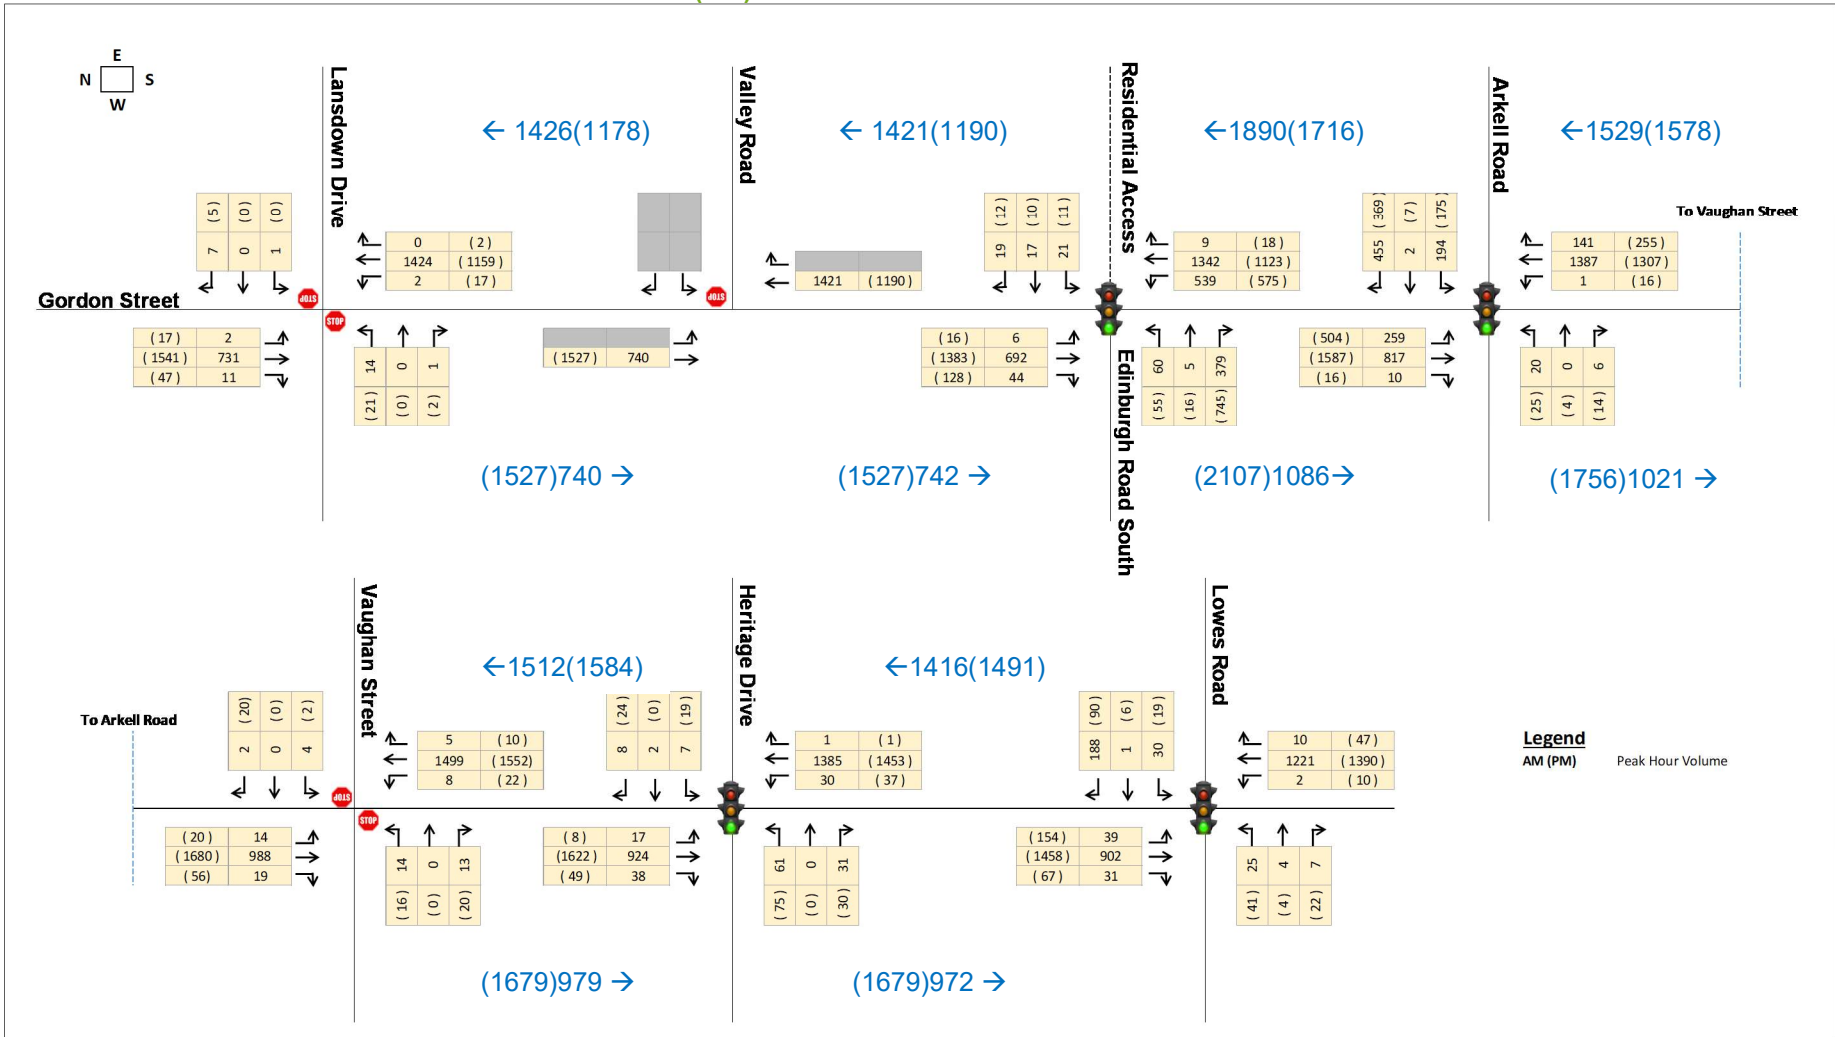 E
N S
W
Lansdown Drive
Valley Road
Residential Access
Arkell Road
← 1426(1178)
← 1421(1190)
←1890(1716)
←1529(1578)
To Vaughan Street
(5) (0) (0)
7 0 1
0 (2)
1424 (1159)
2 (17)
1421 (1190)
(12) (10) (11)
19 17 21
9 (18)
1342 (1123)
539 (575)
(369) (7) (175)
455 2 194
141 (255)
1387 (1307)
1 (16)
Gordon Street
STOP
STOP
STOP
(17) 2
(1541) 731
(47) 11
14 0 1
(21) (0) (2)
(1527) 740
(16) 6
(1383) 692
(128) 44
Edinburgh Road South
60 5 379
(55) (16) (745)
(504) 259
(1587) 817
(16) 10
20 0 6
(25) (4) (14)
(1527)740 →
(1527)742 →
(2107)1086→
(1756)1021 →
Vaughan Street
Heritage Drive
Lowes Road
←1512(1584)
←1416(1491)
To Arkell Road
(20) (0) (2)
2 0 4
5 (10)
1499 (1552)
8 (22)
(24) (0) (19)
8 2 7
1 (1)
1385 (1453)
30 (37)
(90) (6) (19)
188 1 30
10 (47)
1221 (1390)
2 (10)
Legend
AM (PM) Peak Hour Volume
STOP
STOP
(20) 14
(1680) 988
(56) 19
14 0 13
(16) (0) (20)
(8) 17
(1622) 924
(49) 38
61 0 31
(75) (0) (30)
(154) 39
(1458) 902
(67) 31
25 4 7
(41) (4) (22)
(1679)979 →
(1679)972 →